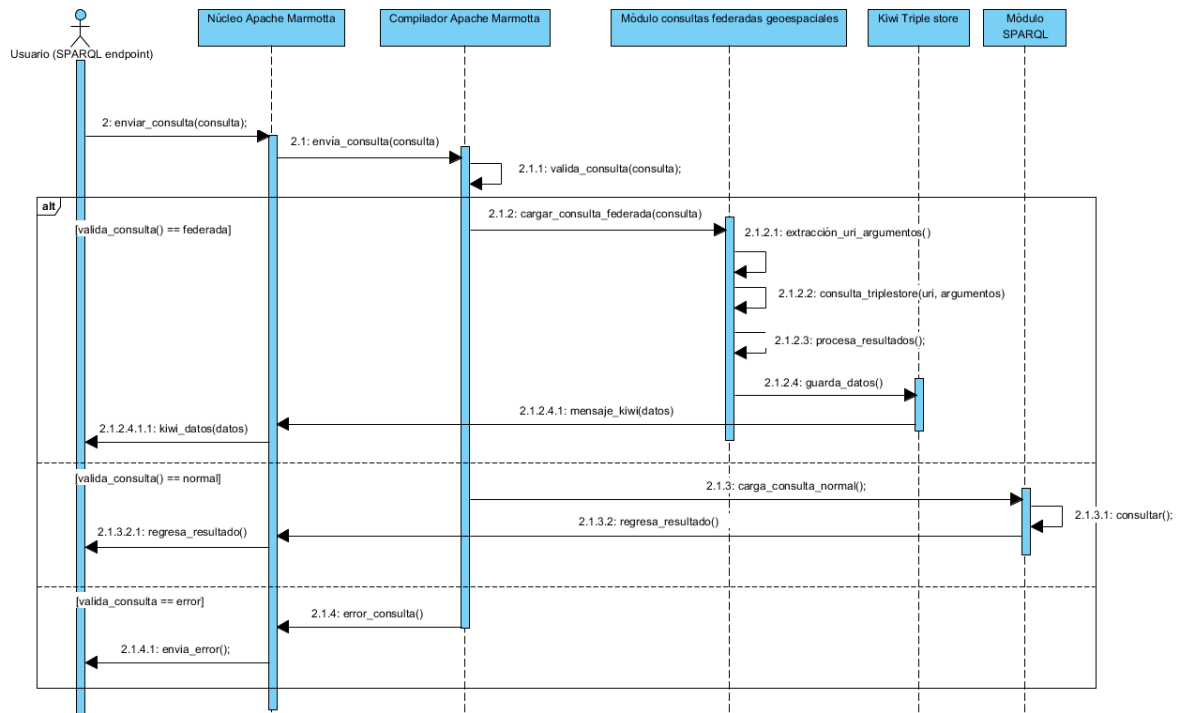 Núcleo Apache Marmotta
Compilador Apache Marmotta
Módulo consultas federadas geoespaciales
Kiwi Triple store
Módulo
SPARQL
Usuario (SPARQL endpoint)
2: enviar_consulta(consulta);
2.1: envía_consulta(consulta)
2.1.1: valida_consulta(consulta);
alt
[valida_consulta() == federada]
2.1.2: cargar_consulta_federada(consulta)
2.1.2.1: extracción_uri_argumentos()
2.1.2.2: consulta_triplestore(uri, argumentos)
2.1.2.3: procesa_resultados();
2.1.2.4: guarda_datos()
2.1.2.4.1: mensaje_kiwi(datos)
2.1.2.4.1.1: kiwi_datos(datos)
[valida_consulta() == normal]
2.1.3: carga_consulta_normal();
2.1.3.1: consultar();
2.1.3.2: regresa_resultado()
2.1.3.2.1: regresa_resultado()
[valida_consulta == error]
2.1.4: error_consulta()
2.1.4.1: envia_error();